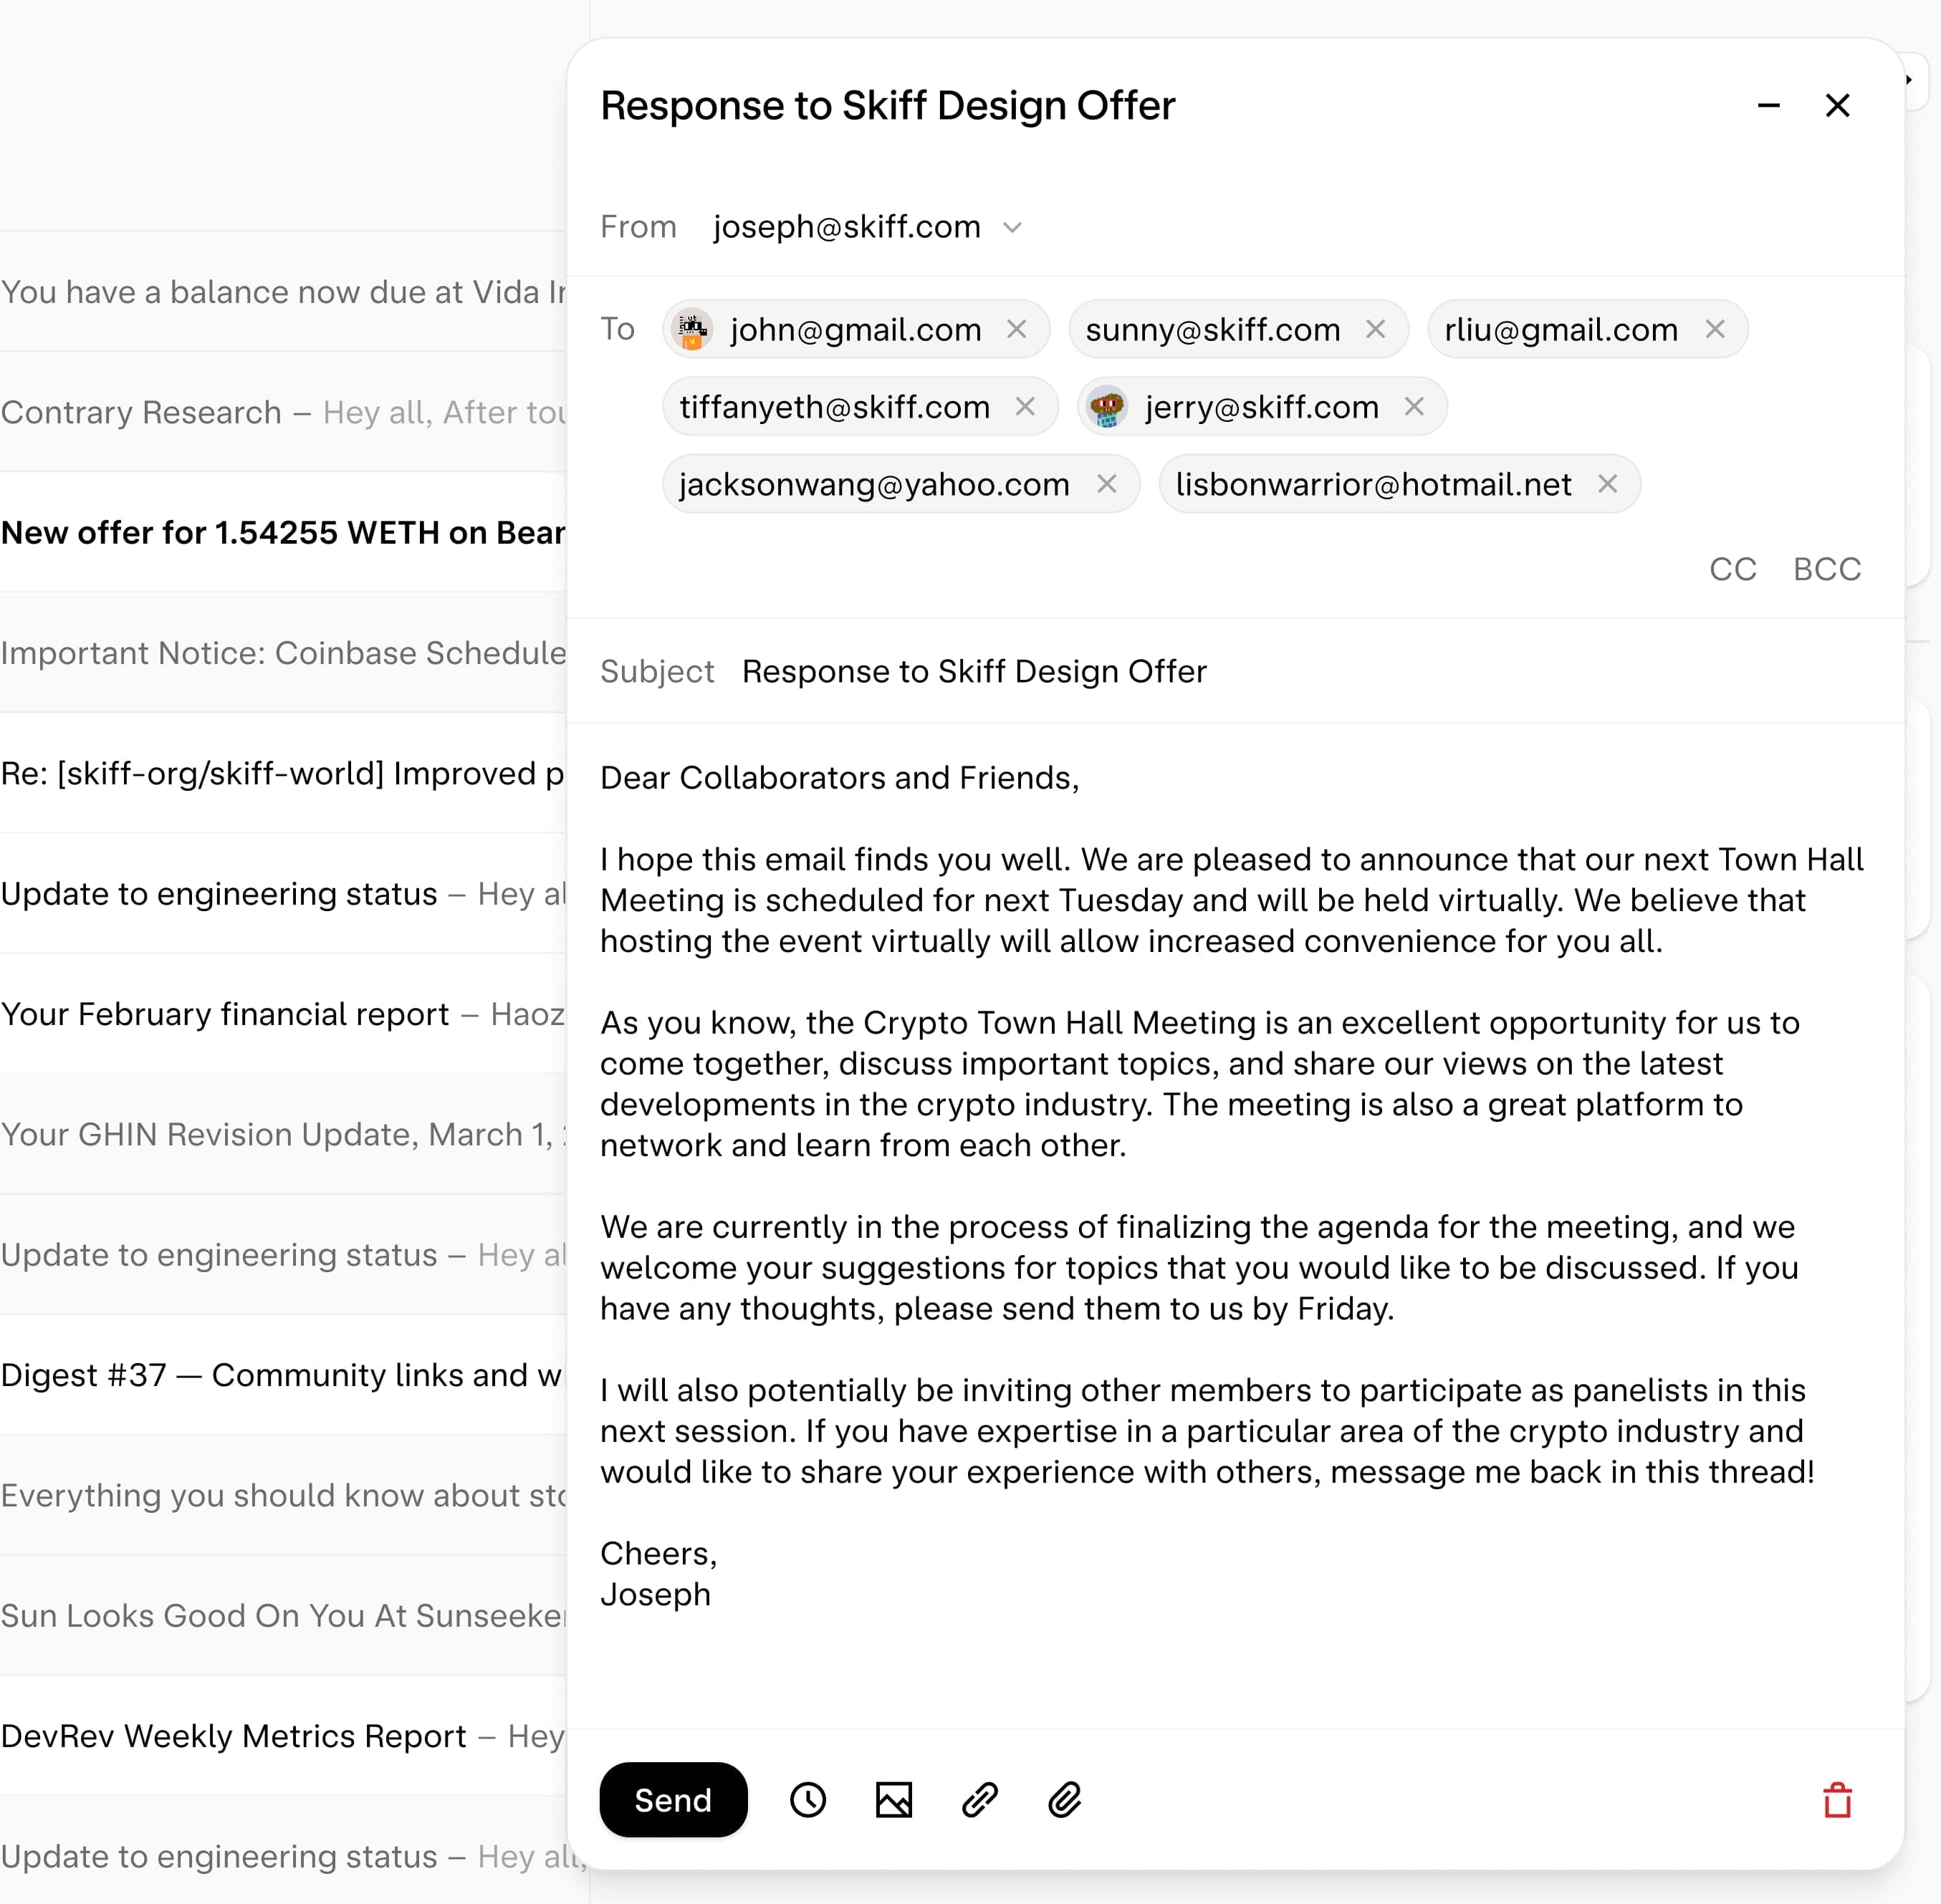 You have a balance now due at Vida
Contrary Research – Hey all, After
New offer for 1.54255 WETH on Bear
Important Notice: Coinbase Schedule
Re: [skiff-org/skiff-world] Improved
Update to engineering status – Hey
Your February financial report –
Your GHIN Revision Update, March 1,
Update to engineering status – Hey
Digest #37 — Community links and
Everything you should know about
Sun Looks Good On You At
DevRev Weekly Metrics Report – Hey
Update to engineering status – Hey all,
Response to Skiff Design Offer
From joseph@skiff.com
To john@gmail.com sunny@skiff.com rliu@gmail.com
tiffanyeth@skiff.com jerry@skiff.com
jacksonwang@yahoo.com lisbonwarrior@hotmail.net
CC BCC
Subject Response to Skiff Design Offer
Dear Collaborators and Friends,
I hope this email finds you well. We are pleased to announce that our next Town Hall
Meeting is scheduled for next Tuesday and will be held virtually. We believe that
hosting the event virtually will allow increased convenience for you all.
As you know, the Crypto Town Hall Meeting is an excellent opportunity for us to
come together, discuss important topics, and share our views on the latest
developments in the crypto industry. The meeting is also a great platform to
network and learn from each other.
We are currently in the process of finalizing the agenda for the meeting, and we
welcome your suggestions for topics that you would like to be discussed. If you
have any thoughts, please send them to us by Friday.
I will also potentially be inviting other members to participate as panelists in this
next session. If you have expertise in a particular area of the crypto industry and
would like to share your experience with others, message me back in this thread!
Cheers,
Joseph
Send